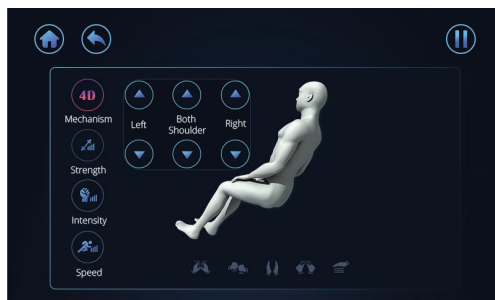 4D
Mechanism
Left
Both
Shoulder
Right
Strength
Intensity
Speed